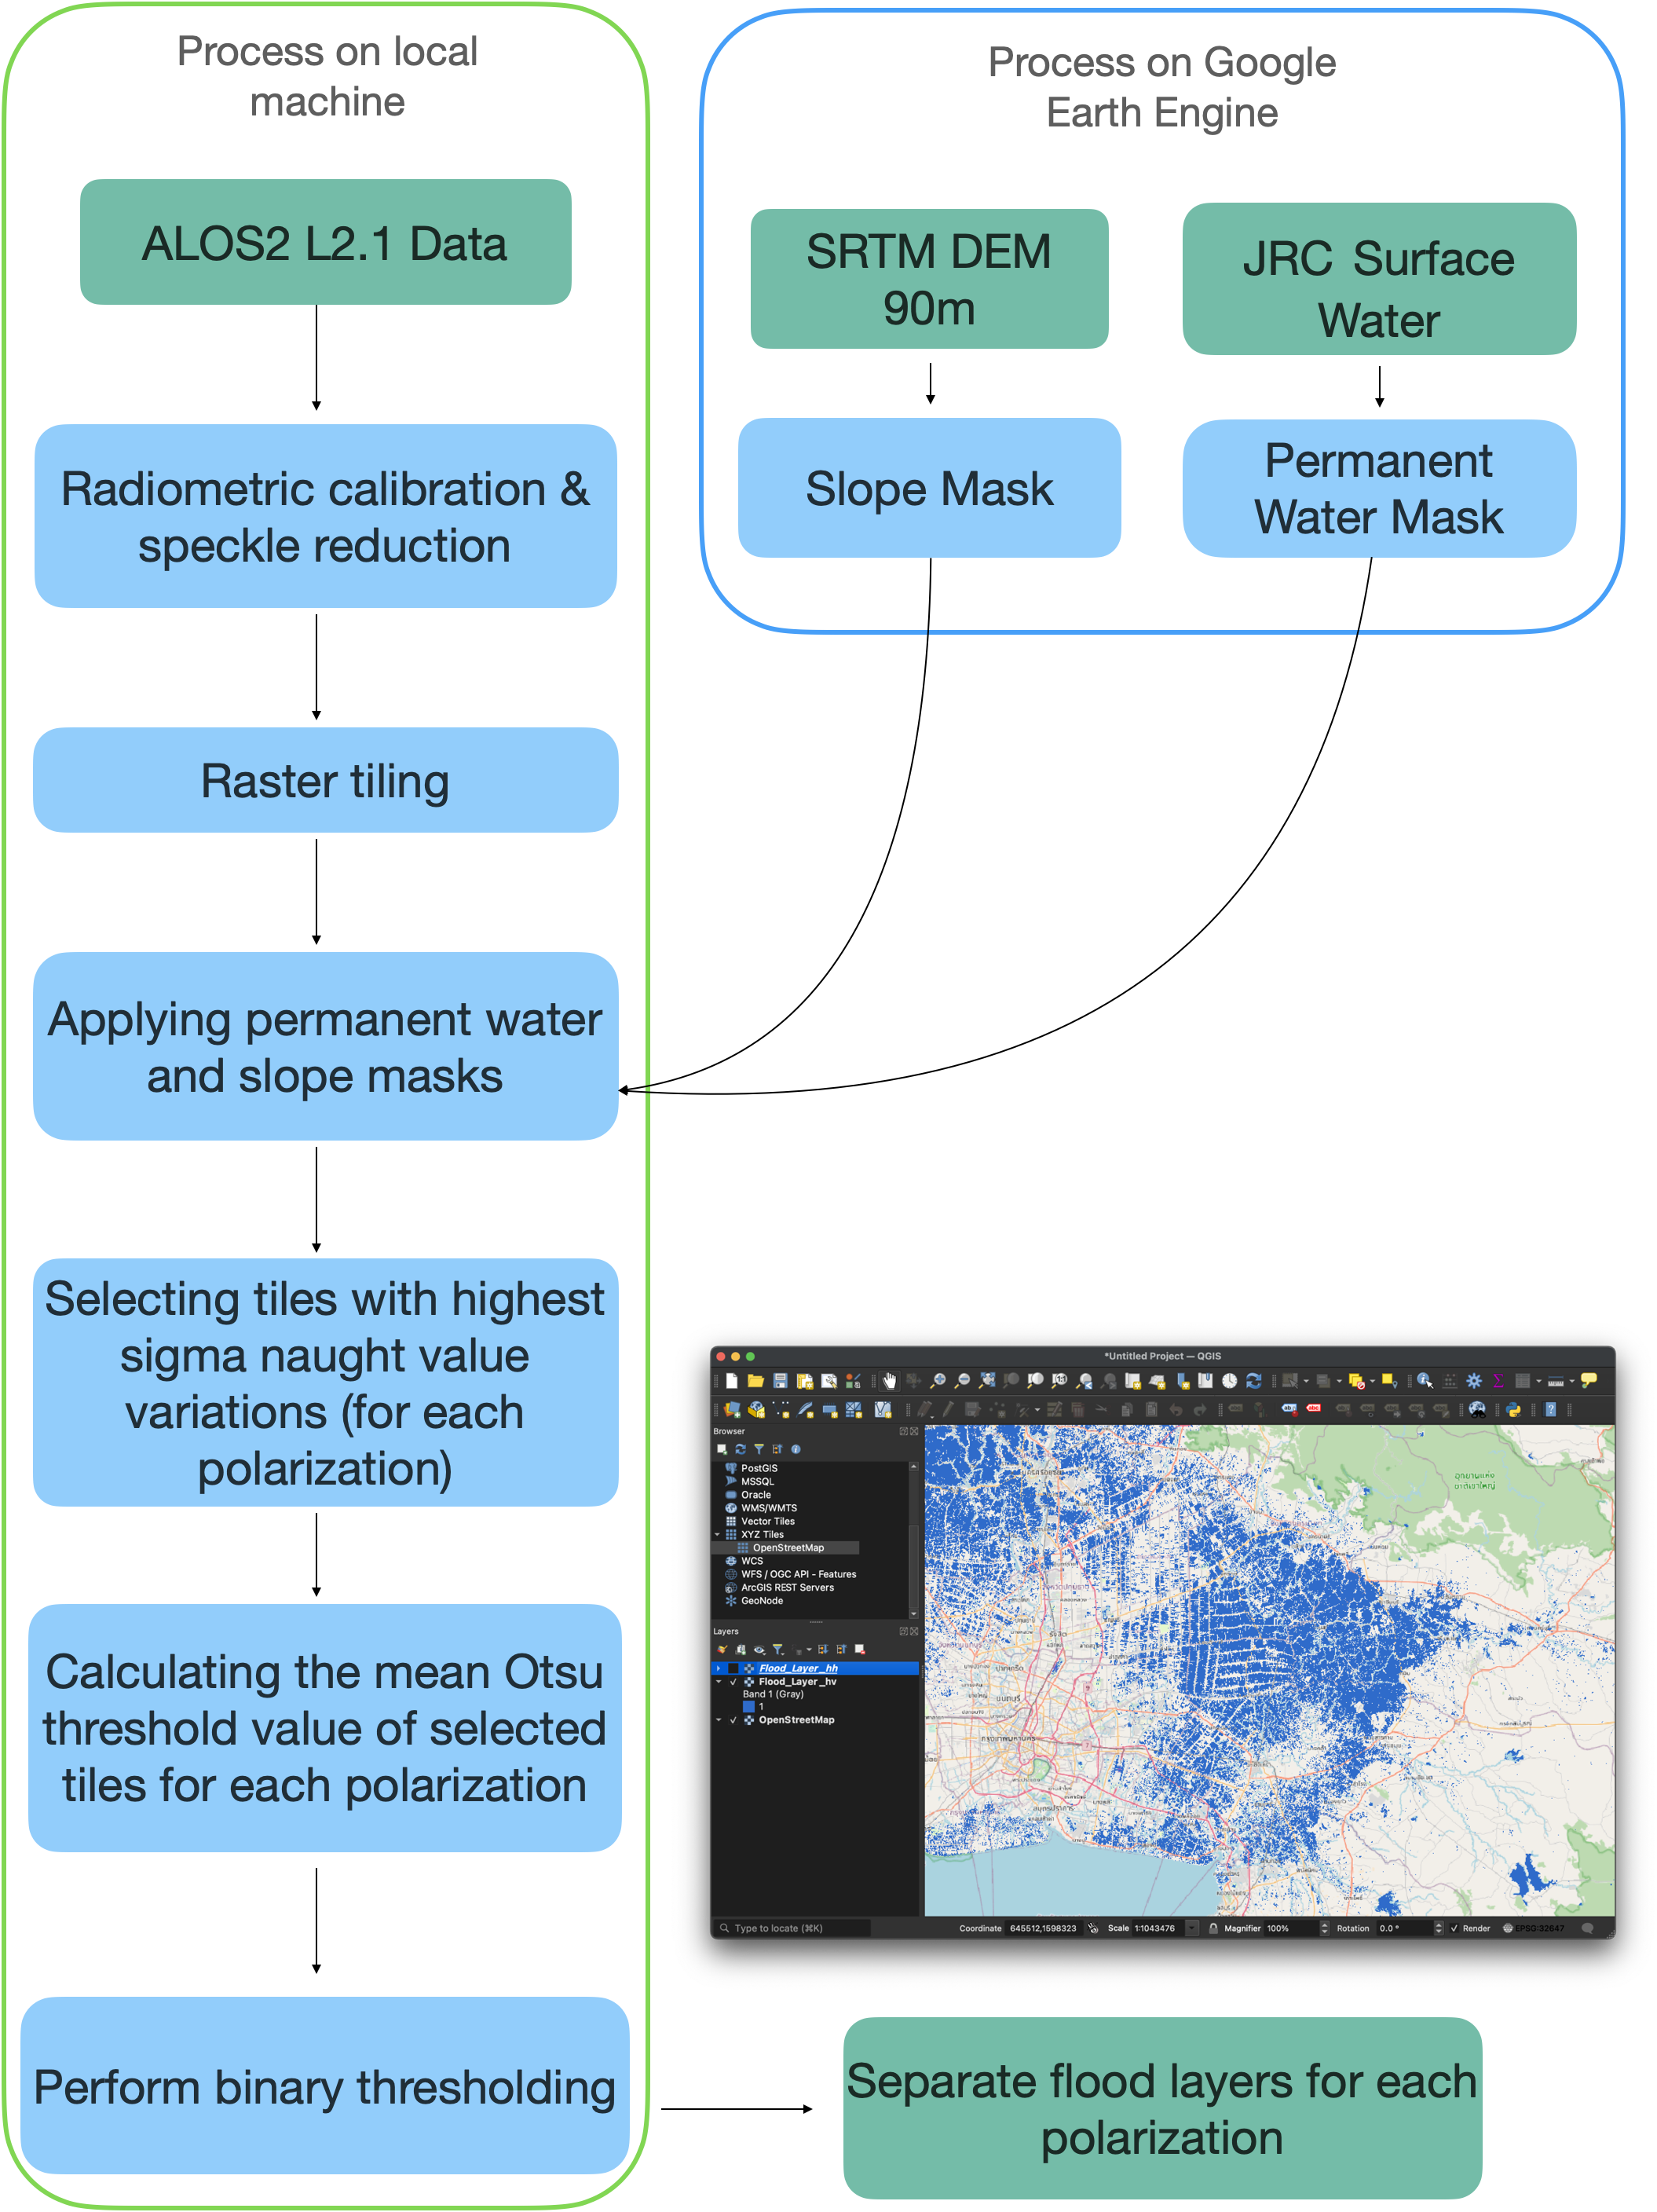 Process on local
machine
ALOS2 L2.1 Data
Radiometric calibration &
speckle reduction
Raster tiling
Applying permanent water
and slope masks
Selecting tiles with highest
sigma naught value
variations (for each
polarization)
Calculating the mean Otsu
threshold value of selected
tiles for each polarization
Perform binary thresholding
Process on Google
Earth Engine
SRTM DEM
90m
JRC Surface
Water
Slope Mask
Permanent
Water Mask
*Untitled Project — QGIS
Browser
PostGIS
MSSQL
Oracle
WMS/WMTS
Vector Tiles
XYZ Tiles
OpenStreetMap
WCS
WFS / OGC API - Features
ArcGIS REST Servers
GeoNode
Layers
Flood_Layer_hh
Flood_Layer_hv
Band 1 (Gray)
1
OpenStreetMap
Type to locate (⌘K)
Coordinate 645512,1598323 Scale 1:1043476 Magnifier 100% Rotation 0.0 ° Render EPSG:32647
Separate flood layers for each
polarization